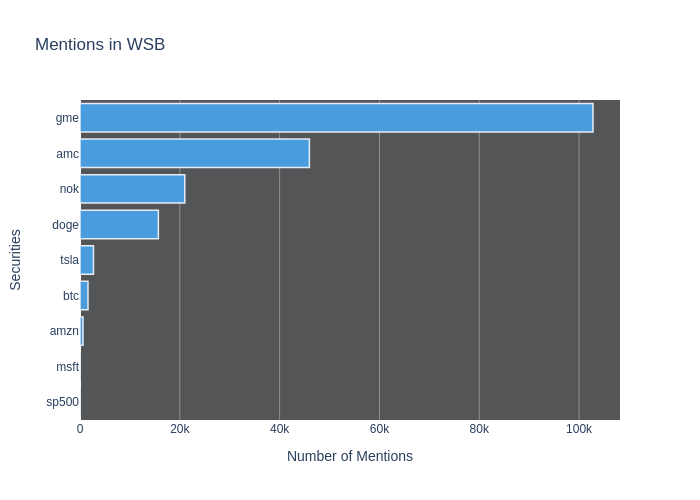 Mentions in WSB
gme
amc
nok
doge
tsla
btc
amzn
msft
sp500
Securities
0 20k 40k 60k 80k 100k
Number of Mentions